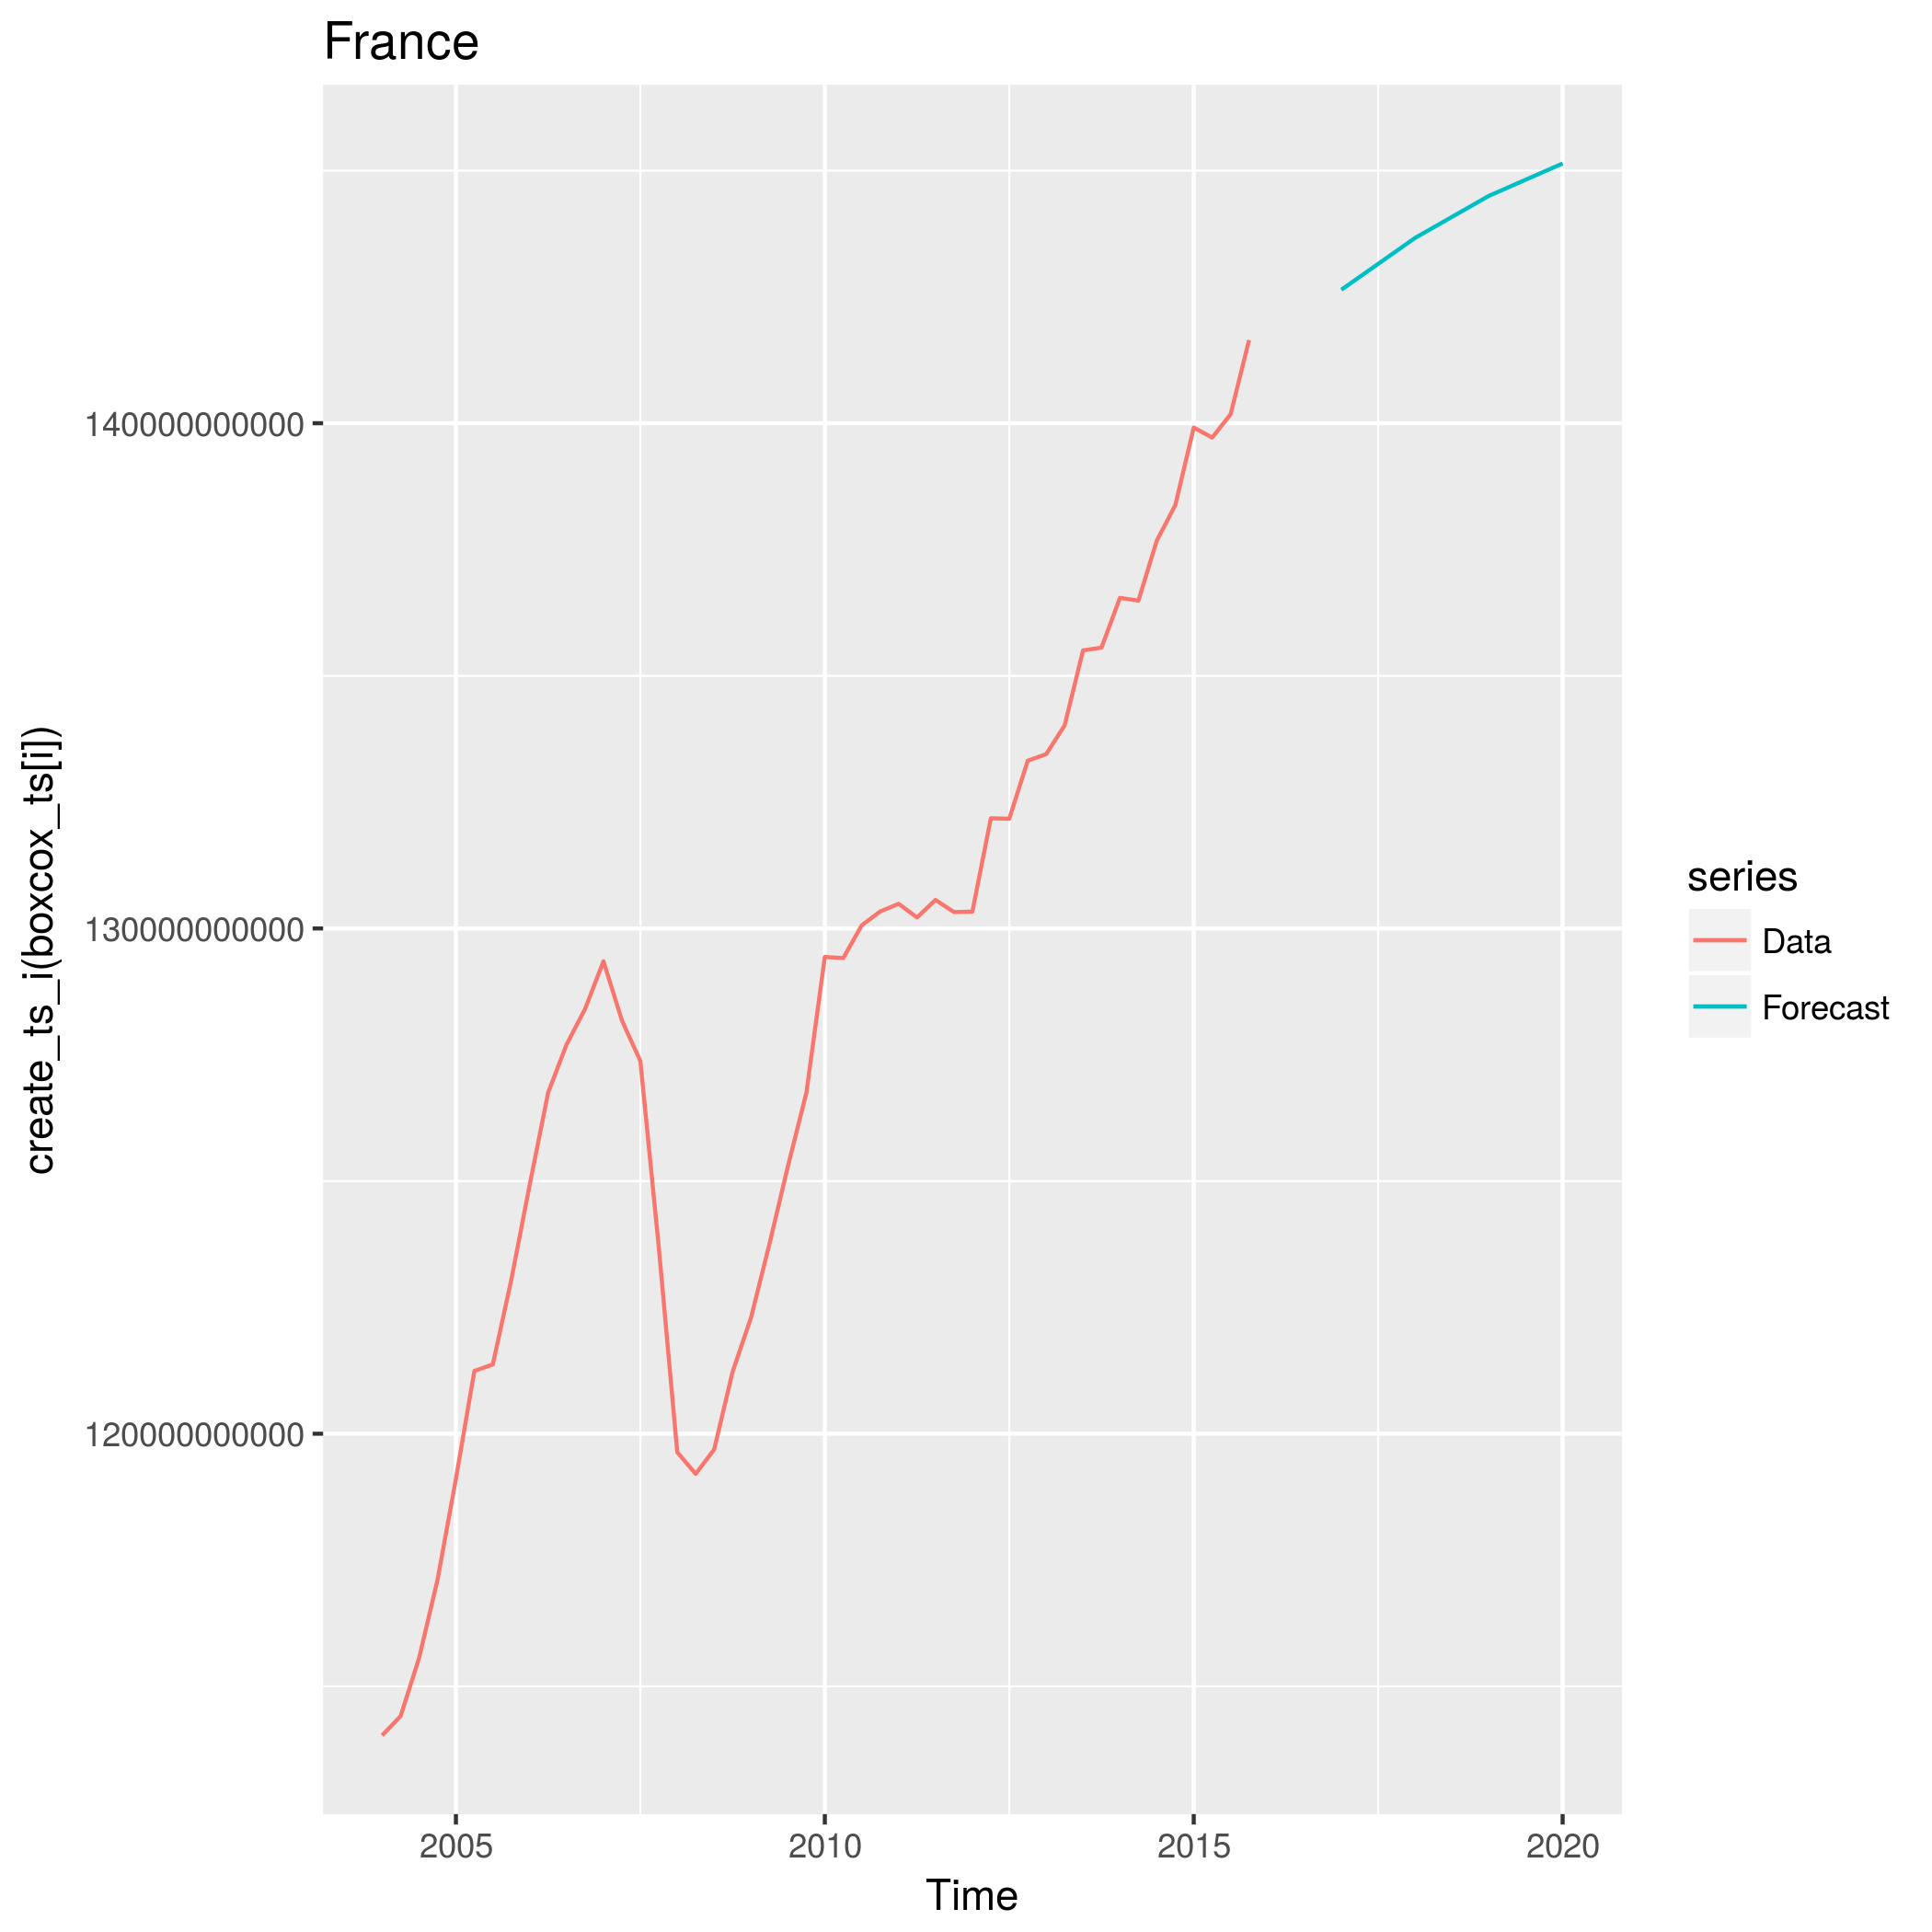 France
create_ts_i(boxcox_ts[i])
140000000000
130000000000
120000000000
2005
2010
2015
2020
Time
series
Data
Forecast